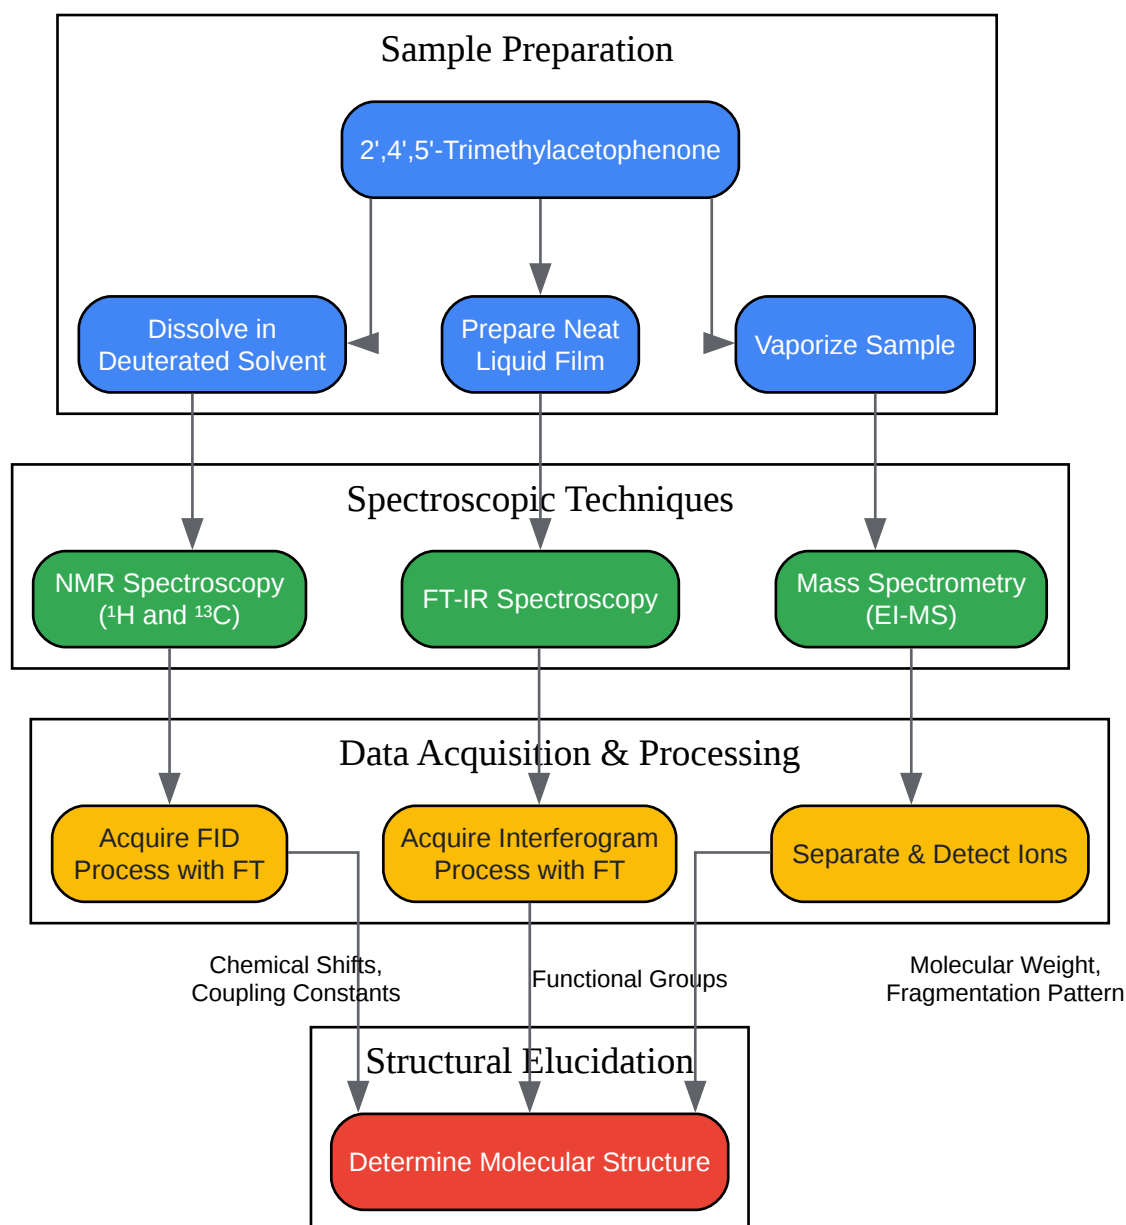 Sample Preparation
2',4',5'-Trimethylacetophenone
Dissolve in
Deuterated Solvent
Prepare Neat
Liquid Film
Vaporize Sample
Spectroscopic Techniques
NMR Spectroscopy
(¹H and ¹³C)
FT-IR Spectroscopy
Mass Spectrometry
(EI-MS)
Data Acquisition & Processing
Acquire FID
Process with FT
Acquire Interferogram
Process with FT
Separate & Detect Ions
Chemical Shifts,
Coupling Constants
Functional Groups
Molecular Weight,
Fragmentation Pattern
Structural Elucidation
Determine Molecular Structure